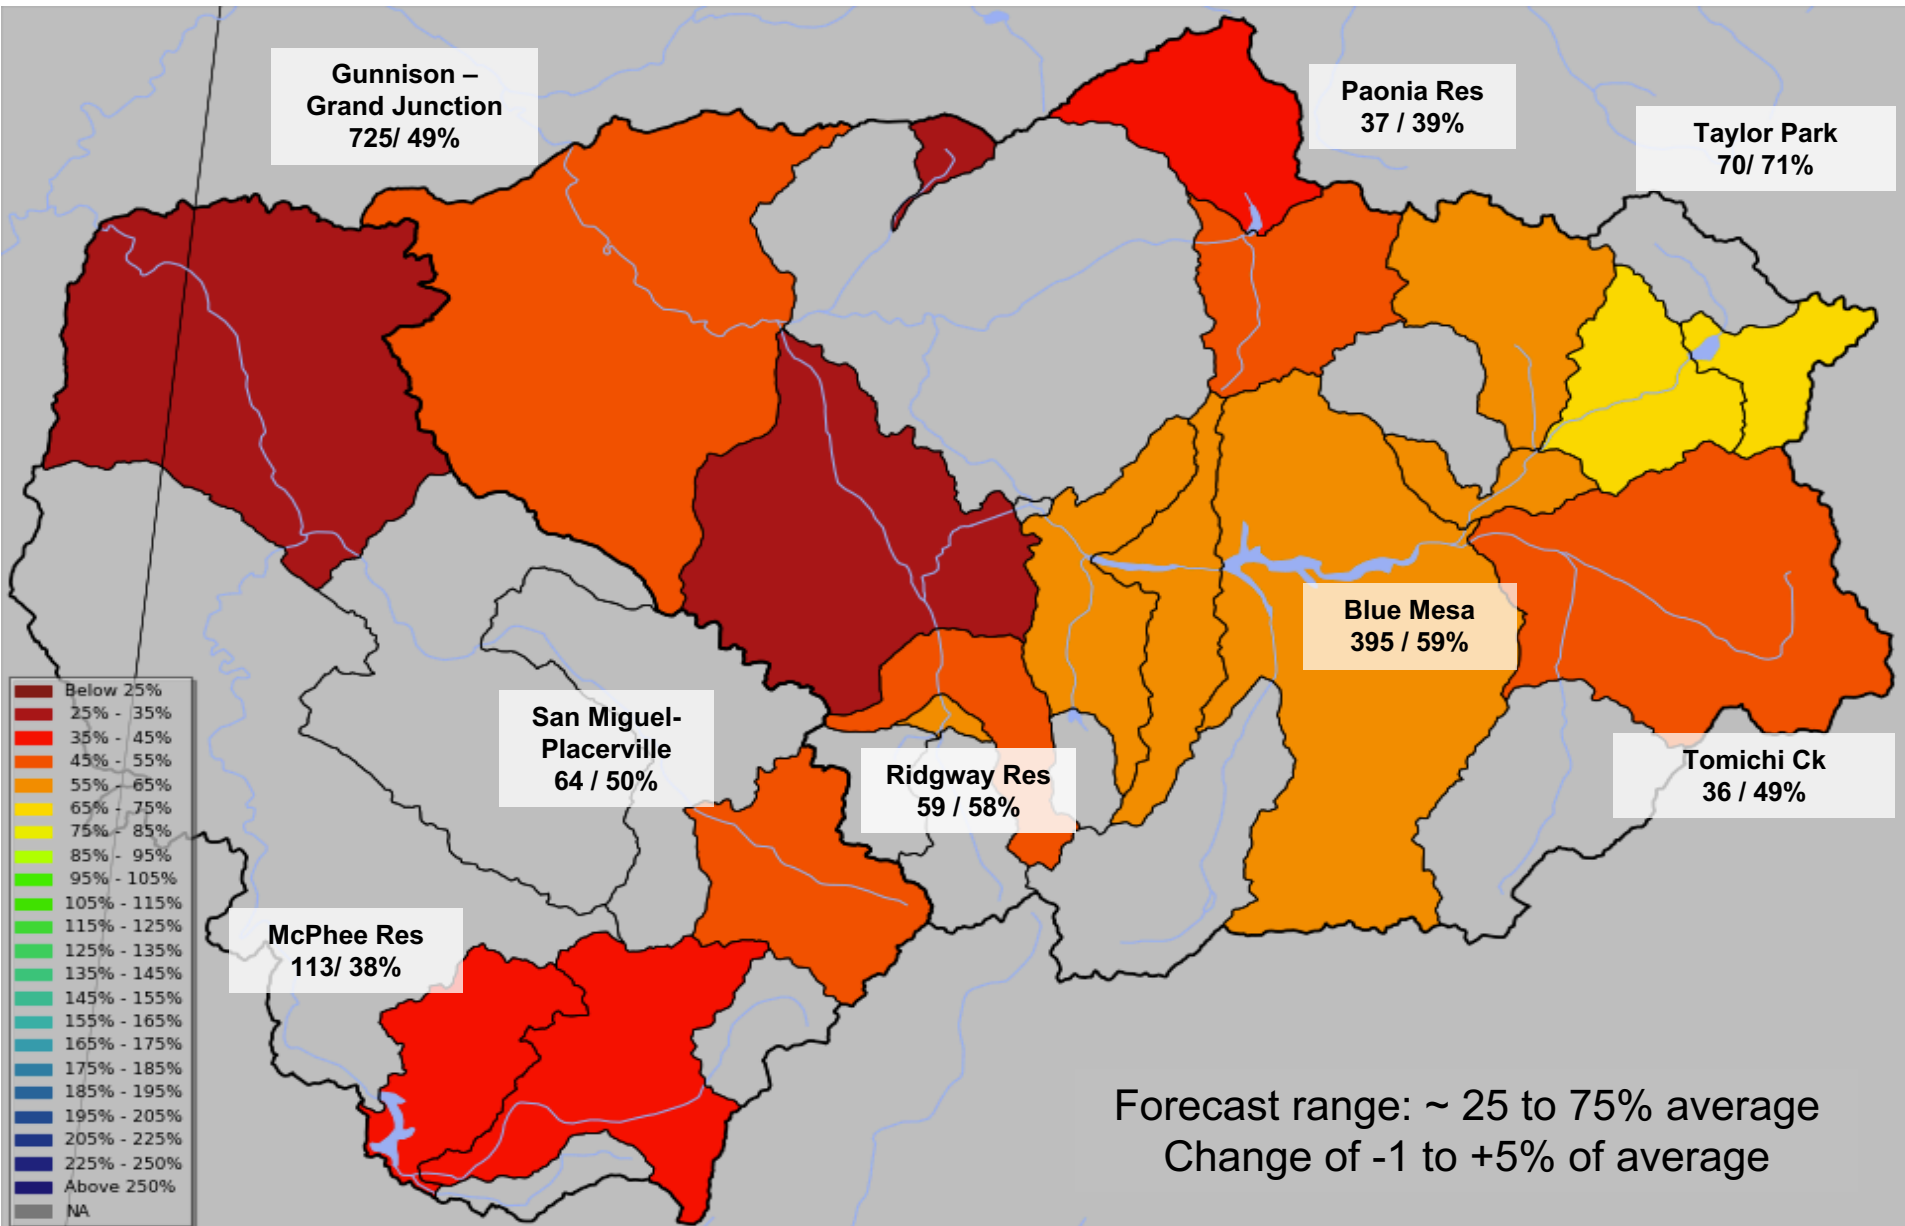 Gunnison –
Grand Junction
725/ 49%
Paonia Res
37 / 39%
Taylor Park
70/ 71%
Blue Mesa
395 / 59%
San Miguel-
Placerville
64 / 50%
Ridgway Res
59 / 58%
Tomichi Ck
36 / 49%
McPhee Res
113/ 38%
Below 25%
25% - 35%
35% - 45%
45% - 55%
55% - 65%
65% - 75%
75% - 85%
85% - 95%
95% - 105%
105% - 115%
115% - 125%
125% - 135%
135% - 145%
145% - 155%
155% - 165%
165% - 175%
175% - 185%
185% - 195%
195% - 205%
205% - 225%
225% - 250%
Above 250%
NA
Forecast range: ~ 25 to 75% average
Change of -1 to +5% of average